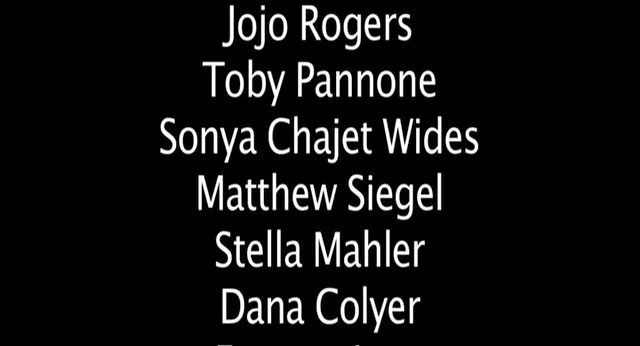 Jojo Rogers
Toby Pannone
Sonya Chajet Wides
Matthew Siegel
Stella Mahler
Dana Colyer